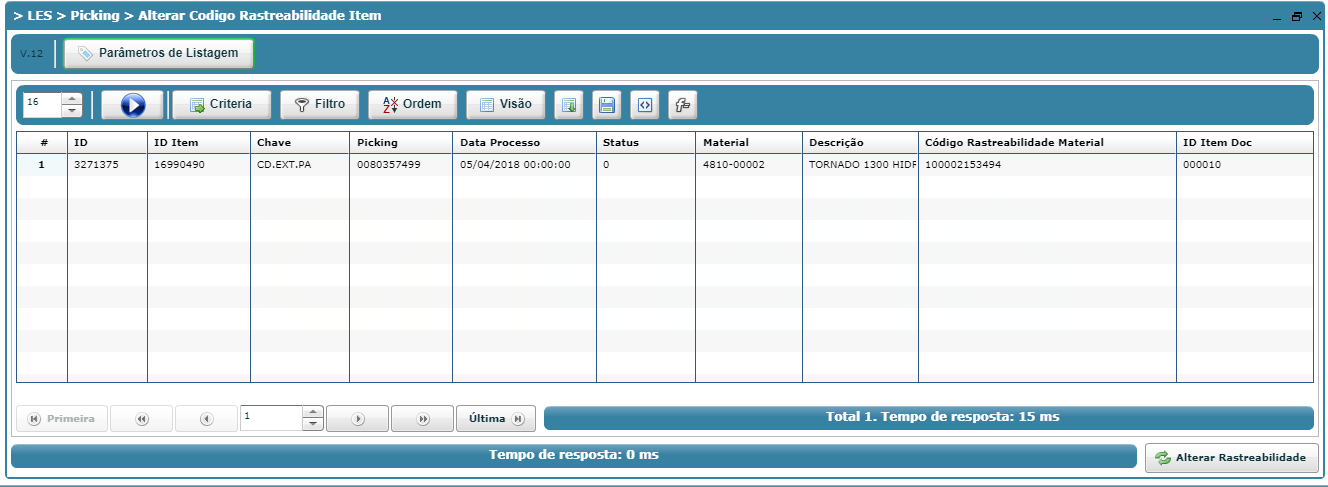 > LES > Picking > Alterar Codigo Rastreabilidade Item
V.12 Parâmetros de Listagem
16 Criteria Filtro Ordem Visão
# ID ID Item Chave Picking Data Processo Status Material Descrição Código Rastreabilidade Material ID Item Doc
1 3271375 16990490 CD.EXT.PA 0080357499 05/04/2018 00:00:00 0 4810-00002 TORNADO 1300 HIDF 100002153494 000010
Primeira 1 Última Total 1. Tempo de resposta: 15 ms
Tempo de resposta: 0 ms Alterar Rastreabilidade